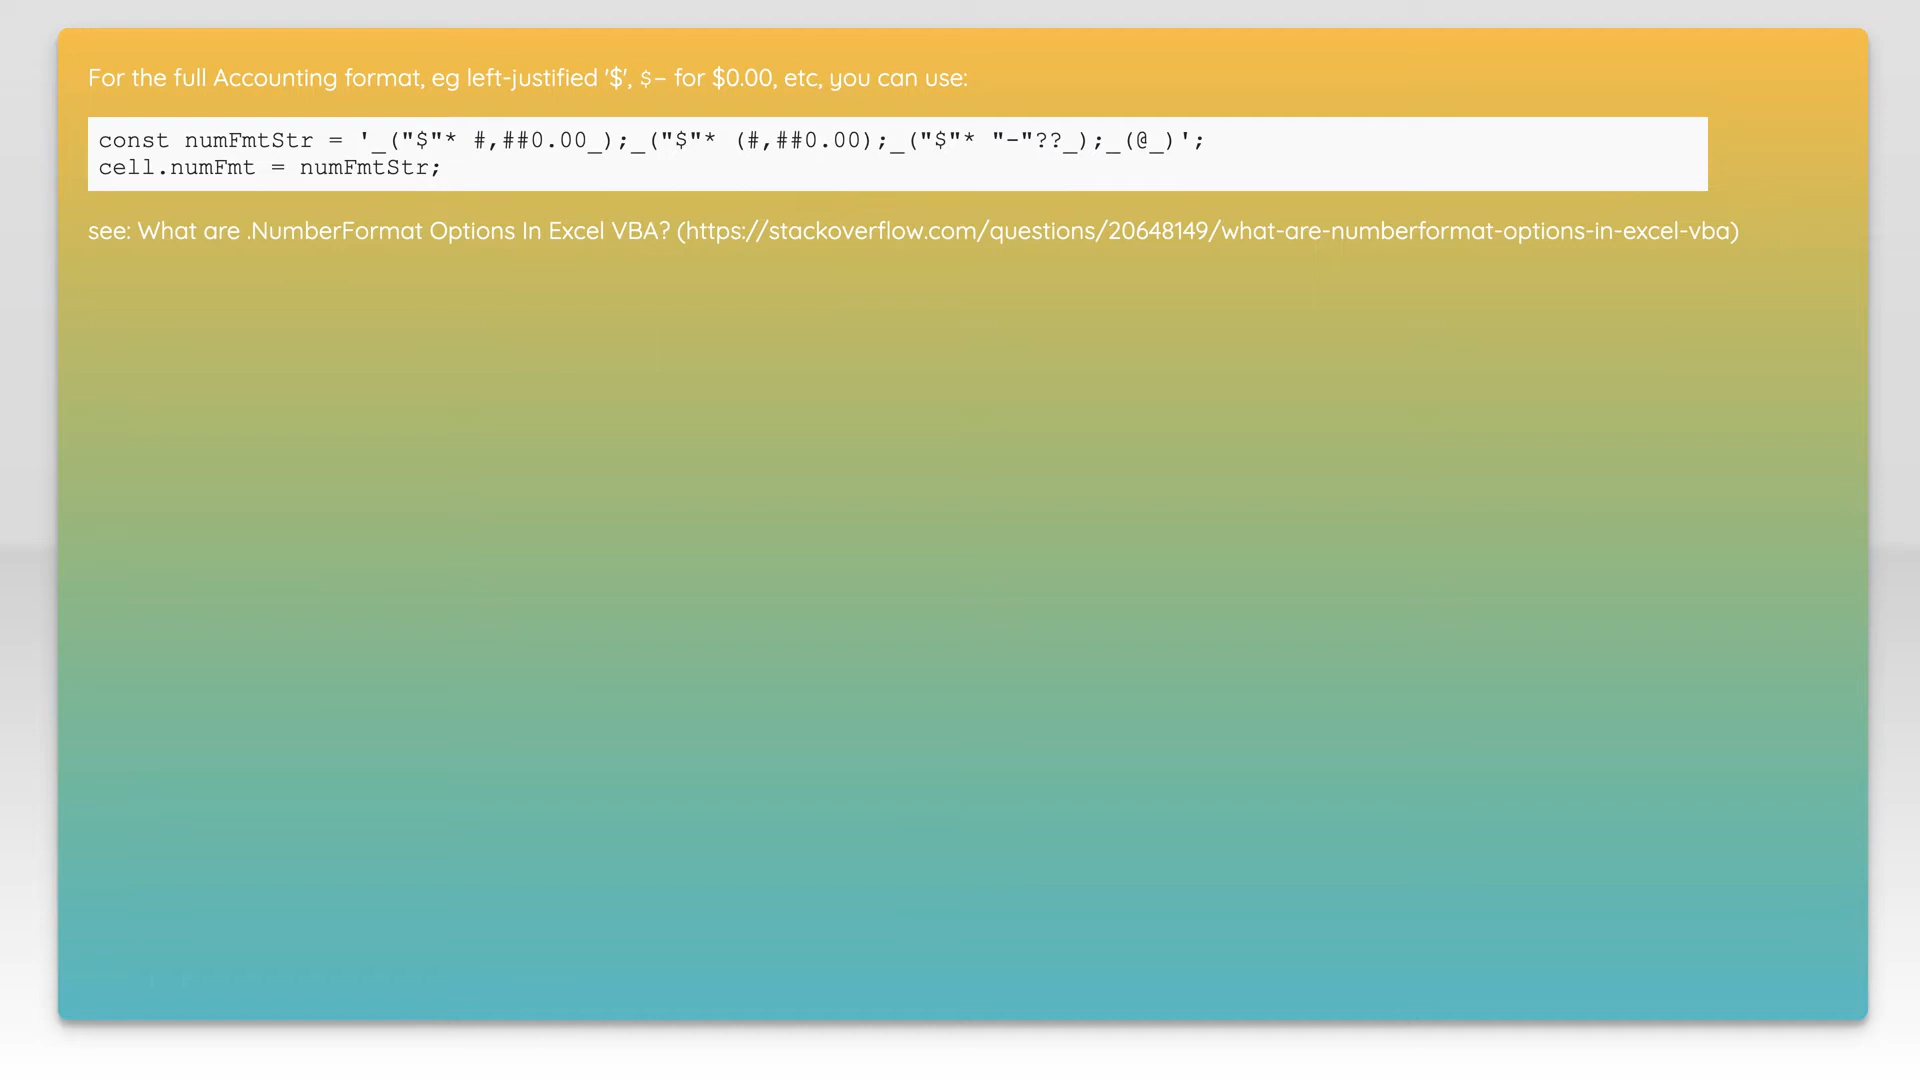 For the full Accounting format, eg left-justified '$', $− for $0.00, etc, you can use:
const numFmtStr = '_("$"* #,##0.00_);_("$"* (#,##0.00);_("$"* "-"??_);_(@_)';
cell.numFmt = numFmtStr;
see: What are .NumberFormat Options In Excel VBA? (https://stackoverflow.com/questions/20648149/what-are-numberformat-options-in-excel-vba)